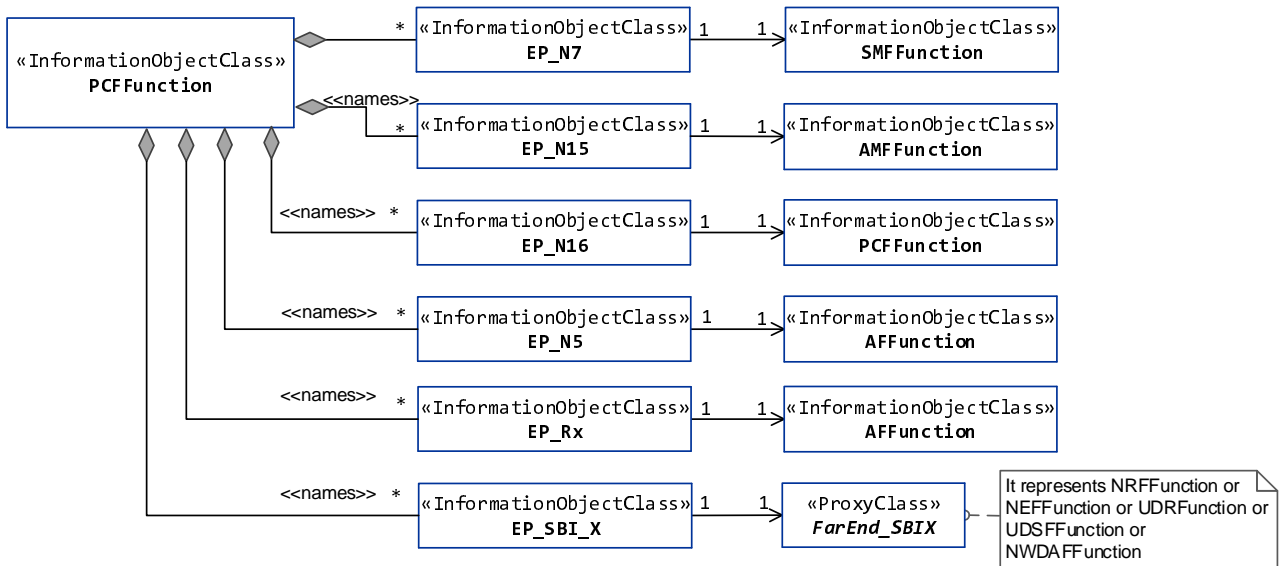 «InformationObjectClass»
PCFFunction
*
«InformationObjectClass»
EP_N7
1
1
«InformationObjectClass»
SMFFunction
<<names>>
*
«InformationObjectClass»
EP_N15
1
1
«InformationObjectClass»
AMFFunction
<<names>>
*
«InformationObjectClass»
EP_N16
1
1
«InformationObjectClass»
PCFFunction
<<names>>
*
«InformationObjectClass»
EP_N5
1
1
«InformationObjectClass»
AFFunction
<<names>>
*
«InformationObjectClass»
EP_Rx
1
1
«InformationObjectClass»
AFFunction
<<names>>
*
«InformationObjectClass»
EP_SBI_X
1
1
«ProxyClass»
FarEnd_SBIX
It represents NRFFunction or
NEFFunction or UDRFunction or
UDSFFunction or
NWDAFFunction